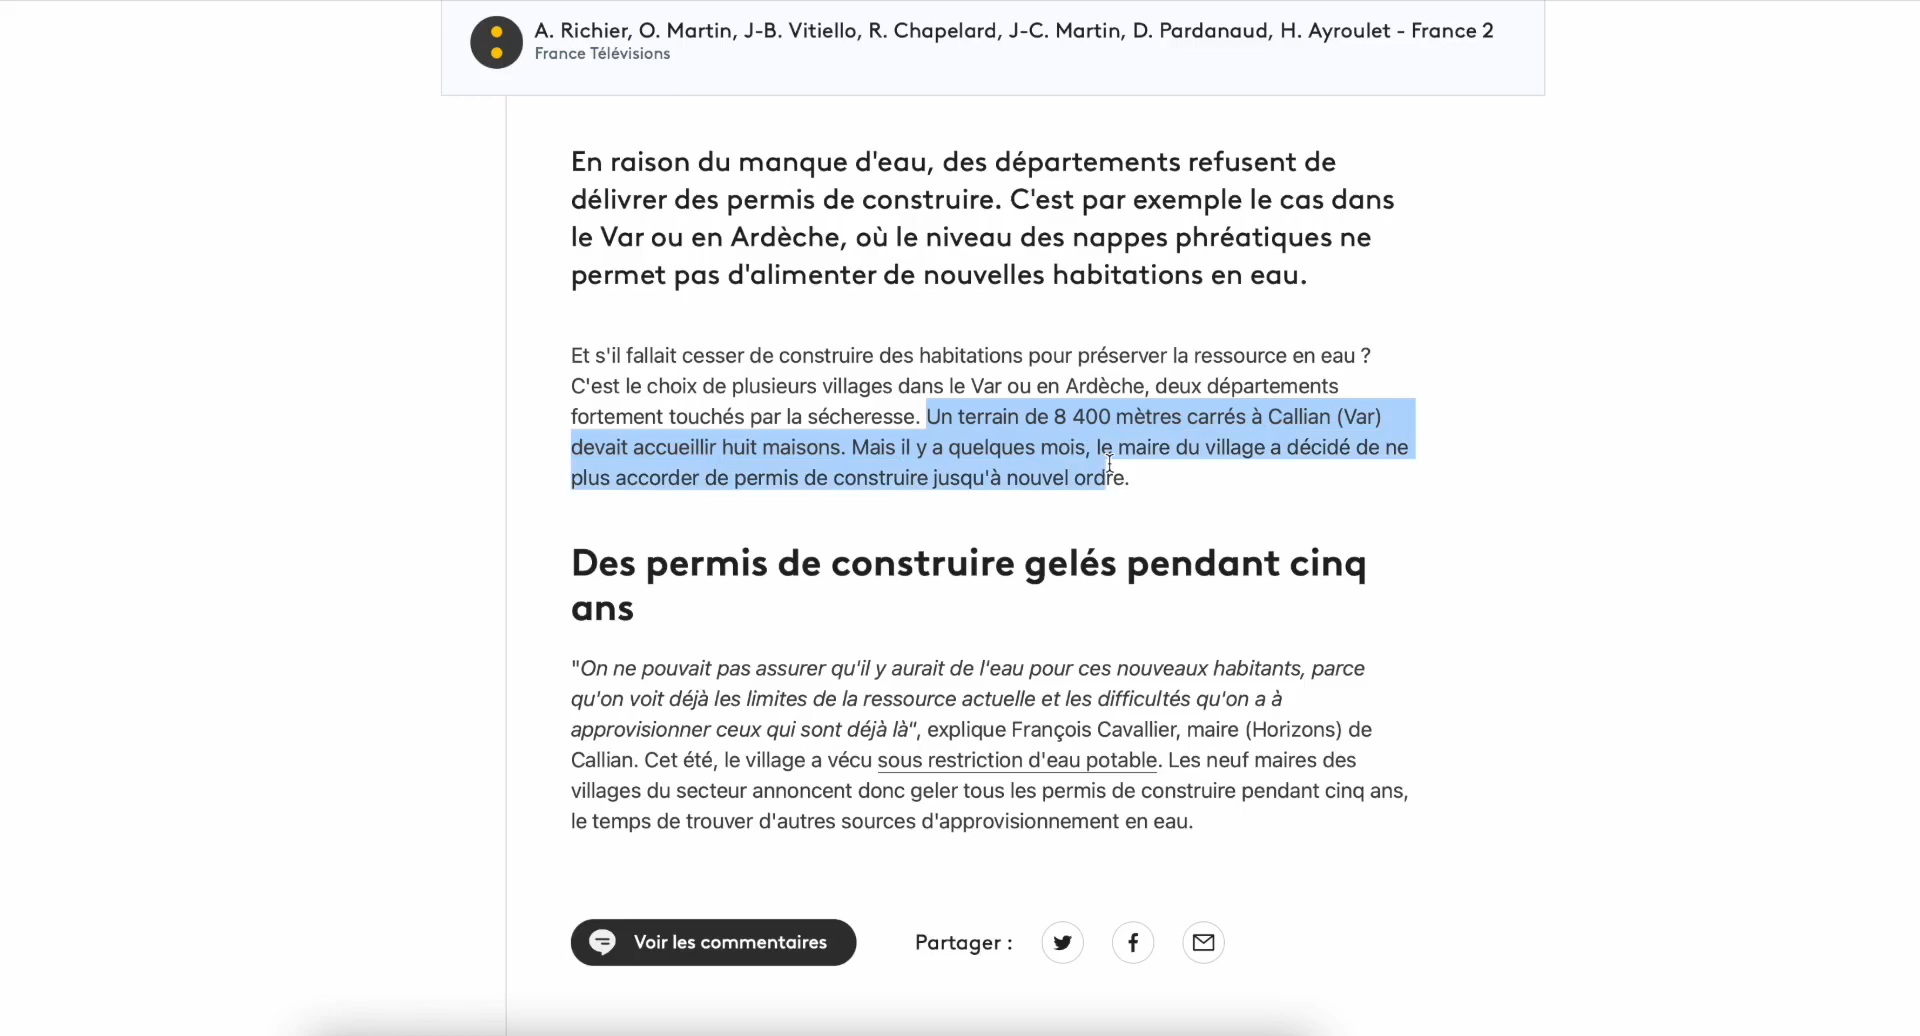 A. Richier, O. Martin, J-B. Vitiello, R. Chapelard, J-C. Martin, D. Pardanaud, H. Ayroulet - France 2
France Télévisions
En raison du manque d'eau, des départements refusent de
délivrer des permis de construire. C'est par exemple le cas dans
le Var ou en Ardèche, où le niveau des nappes phréatiques ne
permet pas d'alimenter de nouvelles habitations en eau.
Et s'il fallait cesser de construire des habitations pour préserver la ressource en eau ?
C'est le choix de plusieurs villages dans le Var ou en Ardèche, deux départements
fortement touchés par la sécheresse. Un terrain de 8 400 mètres carrés à Callian (Var)
devait accueillir huit maisons. Mais il y a quelques mois, le maire du village a décidé de ne
plus accorder de permis de construire jusqu'à nouvel ordre.
Des permis de construire gelés pendant cinq
ans
"On ne pouvait pas assurer qu'il y aurait de l'eau pour ces nouveaux habitants, parce
qu'on voit déjà les limites de la ressource actuelle et les difficultés qu'on a à
approvisionner ceux qui sont déjà là", explique François Cavallier, maire (Horizons) de
Callian. Cet été, le village a vécu sous restriction d'eau potable. Les neuf maires des
villages du secteur annoncent donc geler tous les permis de construire pendant cinq ans,
le temps de trouver d'autres sources d'approvisionnement en eau.
Voir les commentaires
Partager :